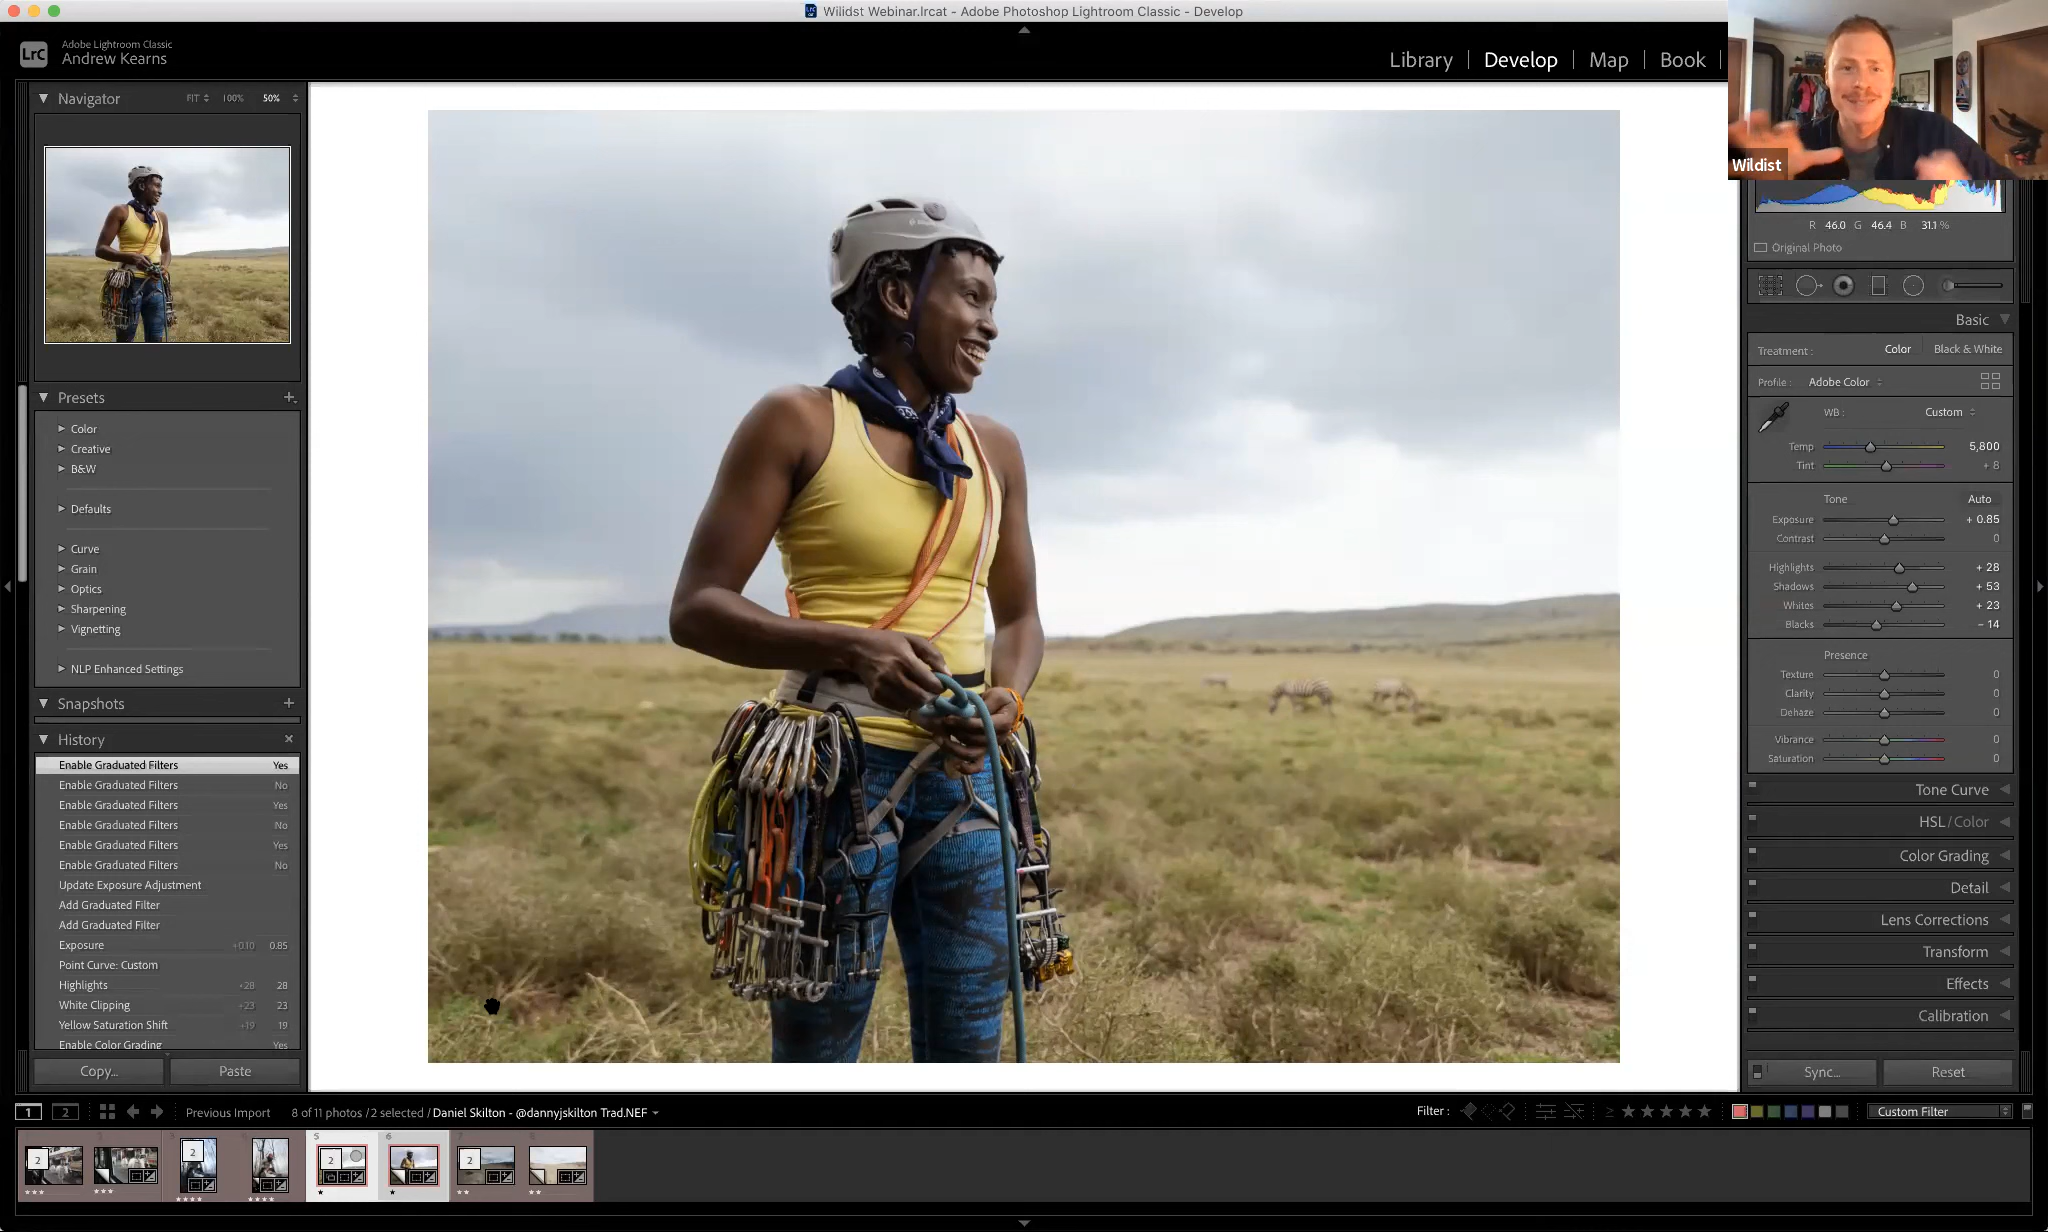 Wilidst Webinar.lrcat - Adobe Photoshop Lightroom Classic - Develop
LrC
Adobe Lightroom Classic
Andrew Kearns
Library | Develop | Map | Book |
Wildist
Navigator FIT 100% 50%
Presets
Color
Creative
B&W
Defaults
Curve
Grain
Optics
Sharpening
Vignetting
NLP Enhanced Settings
Snapshots
History
Enable Graduated Filters Yes
Enable Graduated Filters No
Enable Graduated Filters Yes
Enable Graduated Filters No
Enable Graduated Filters Yes
Enable Graduated Filters No
Update Exposure Adjustment
Add Graduated Filter
Add Graduated Filter
Exposure +0.10 0.85
Point Curve: Custom
Highlights +28 28
White Clipping +23 23
Yellow Saturation Shift +19 19
Enable Color Grading Yes
Copy... Paste
R 46.0 G 46.4 B 31.1 %
Original Photo
Basic
Treatment : Color Black & White
Profile : Adobe Color
WB : Custom
Temp 5,800
Tint + 8
Tone Auto
Exposure + 0.85
Contrast 0
Highlights + 28
Shadows + 53
Whites + 23
Blacks - 14
Presence
Texture 0
Clarity 0
Dehaze 0
Vibrance 0
Saturation 0
Tone Curve
HSL / Color
Color Grading
Detail
Lens Corrections
Transform
Effects
Calibration
Sync... Reset
1 2 Previous Import 8 of 11 photos / 2 selected / Daniel Skilton - @dannyjskilton Trad.NEF
Filter : Custom Filter
2 2 5 2 6 2